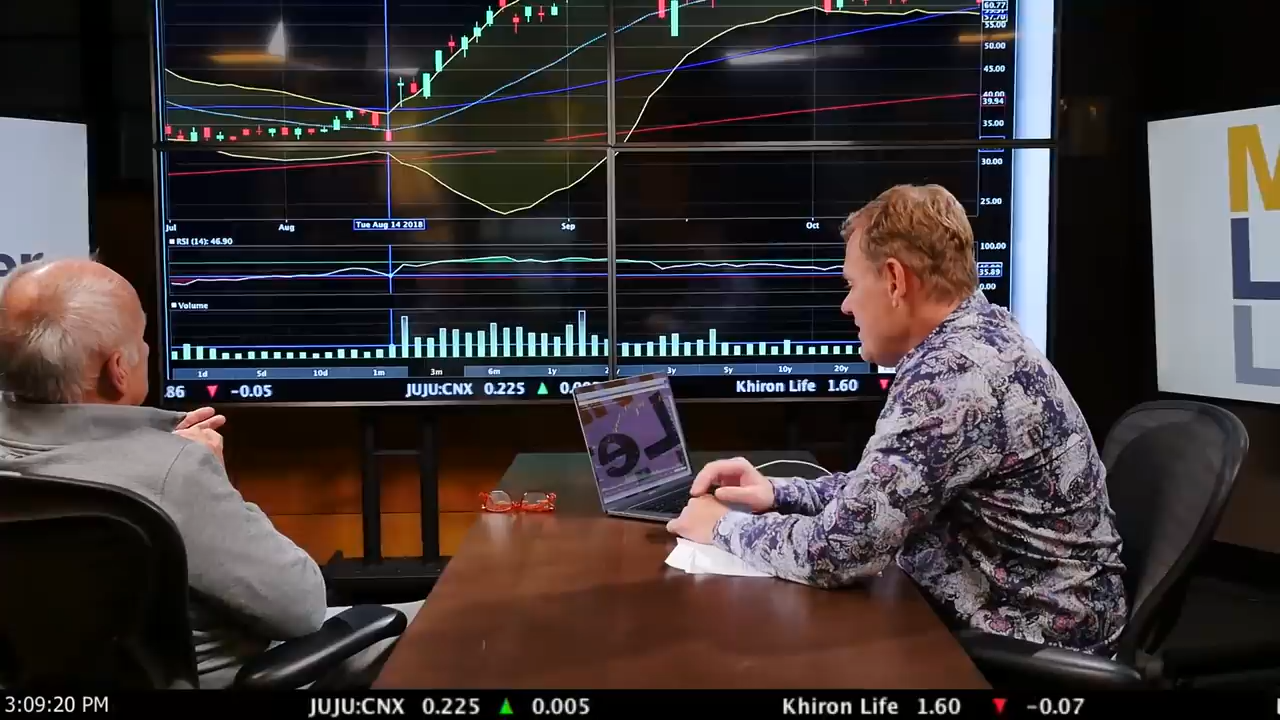 60.77
57.70
55.00
50.00
45.00
40.00
39.94
35.00
30.00
25.00
Jul Aug Tue Aug 14 2018 Sep Oct
RSI (14): 46.90
100.00
35.89
0.00
Volume
1d 5d 10d 1m 3m 6m 1y 3y 5y 10y 20y
86 ▼ -0.05 JUJU:CNX 0.225 ▲ Khiron Life 1.60 ▼
er
M
L
L
Le
3:09:20 PM JUJU:CNX 0.225 ▲ 0.005 Khiron Life 1.60 ▼ -0.07